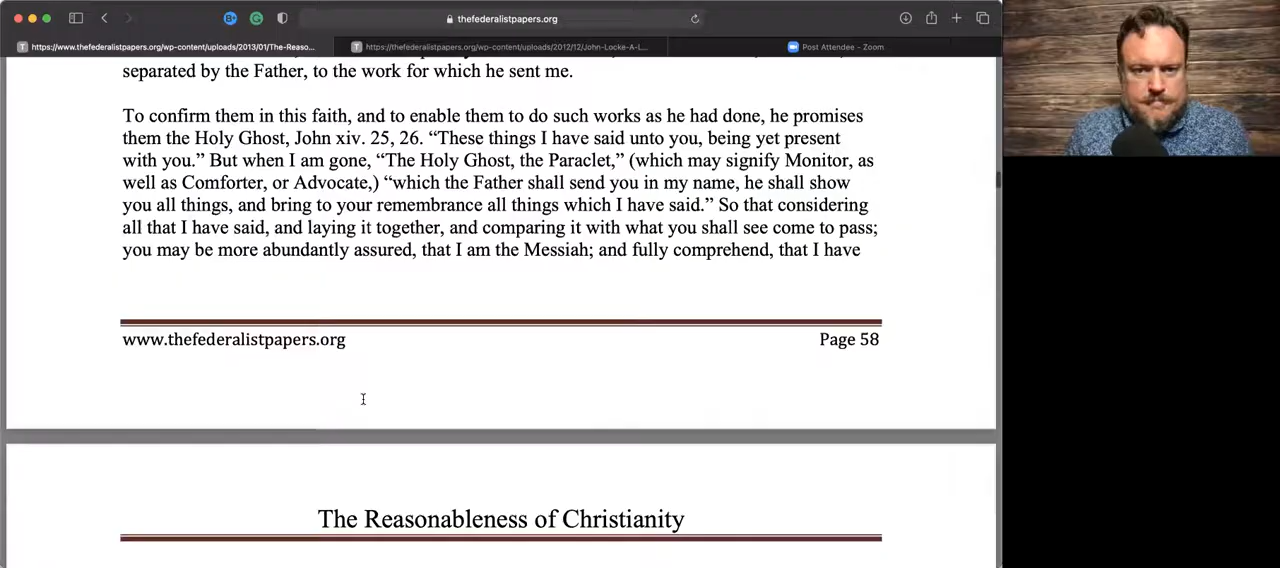 thefederalistpapers.org
https://www.thefederalistpapers.org/wp-content/uploads/2013/01/The-Reaso...
https://thefederalistpapers.org/wp-content/uploads/2012/12/John-Locke-A-L...
Post Attendee - Zoom
separated by the Father, to the work for which he sent me.
To confirm them in this faith, and to enable them to do such works as he had done, he promises
them the Holy Ghost, John xiv. 25, 26. “These things I have said unto you, being yet present
with you.” But when I am gone, “The Holy Ghost, the Paraclet,” (which may signify Monitor, as
well as Comforter, or Advocate,) “which the Father shall send you in my name, he shall show
you all things, and bring to your remembrance all things which I have said.” So that considering
all that I have said, and laying it together, and comparing it with what you shall see come to pass;
you may be more abundantly assured, that I am the Messiah; and fully comprehend, that I have
www.thefederalistpapers.org Page 58
The Reasonableness of Christianity